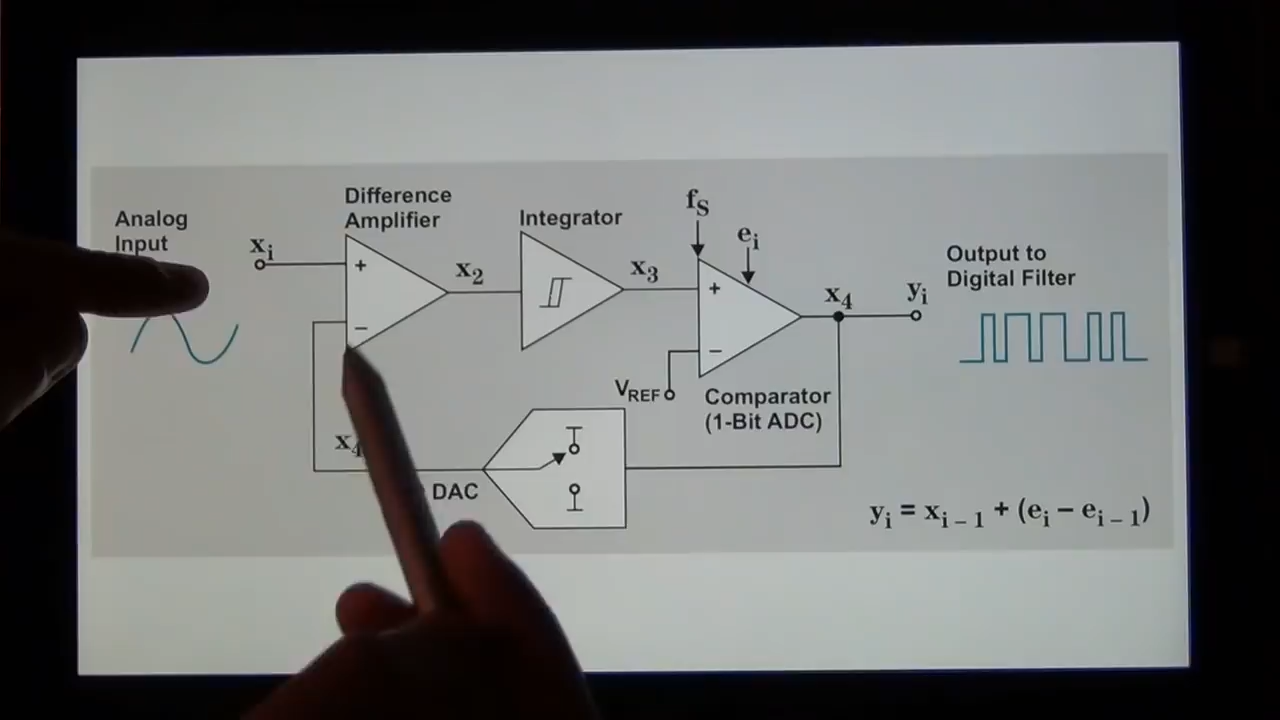 Analog
Input
xi
Difference
Amplifier
+
−
x2
Integrator
x3
fS
ei
+
−
VREF
Comparator
(1-Bit ADC)
x4
yi
Output to
Digital Filter
x4
DAC
yi = xi − 1 + (ei − ei − 1)